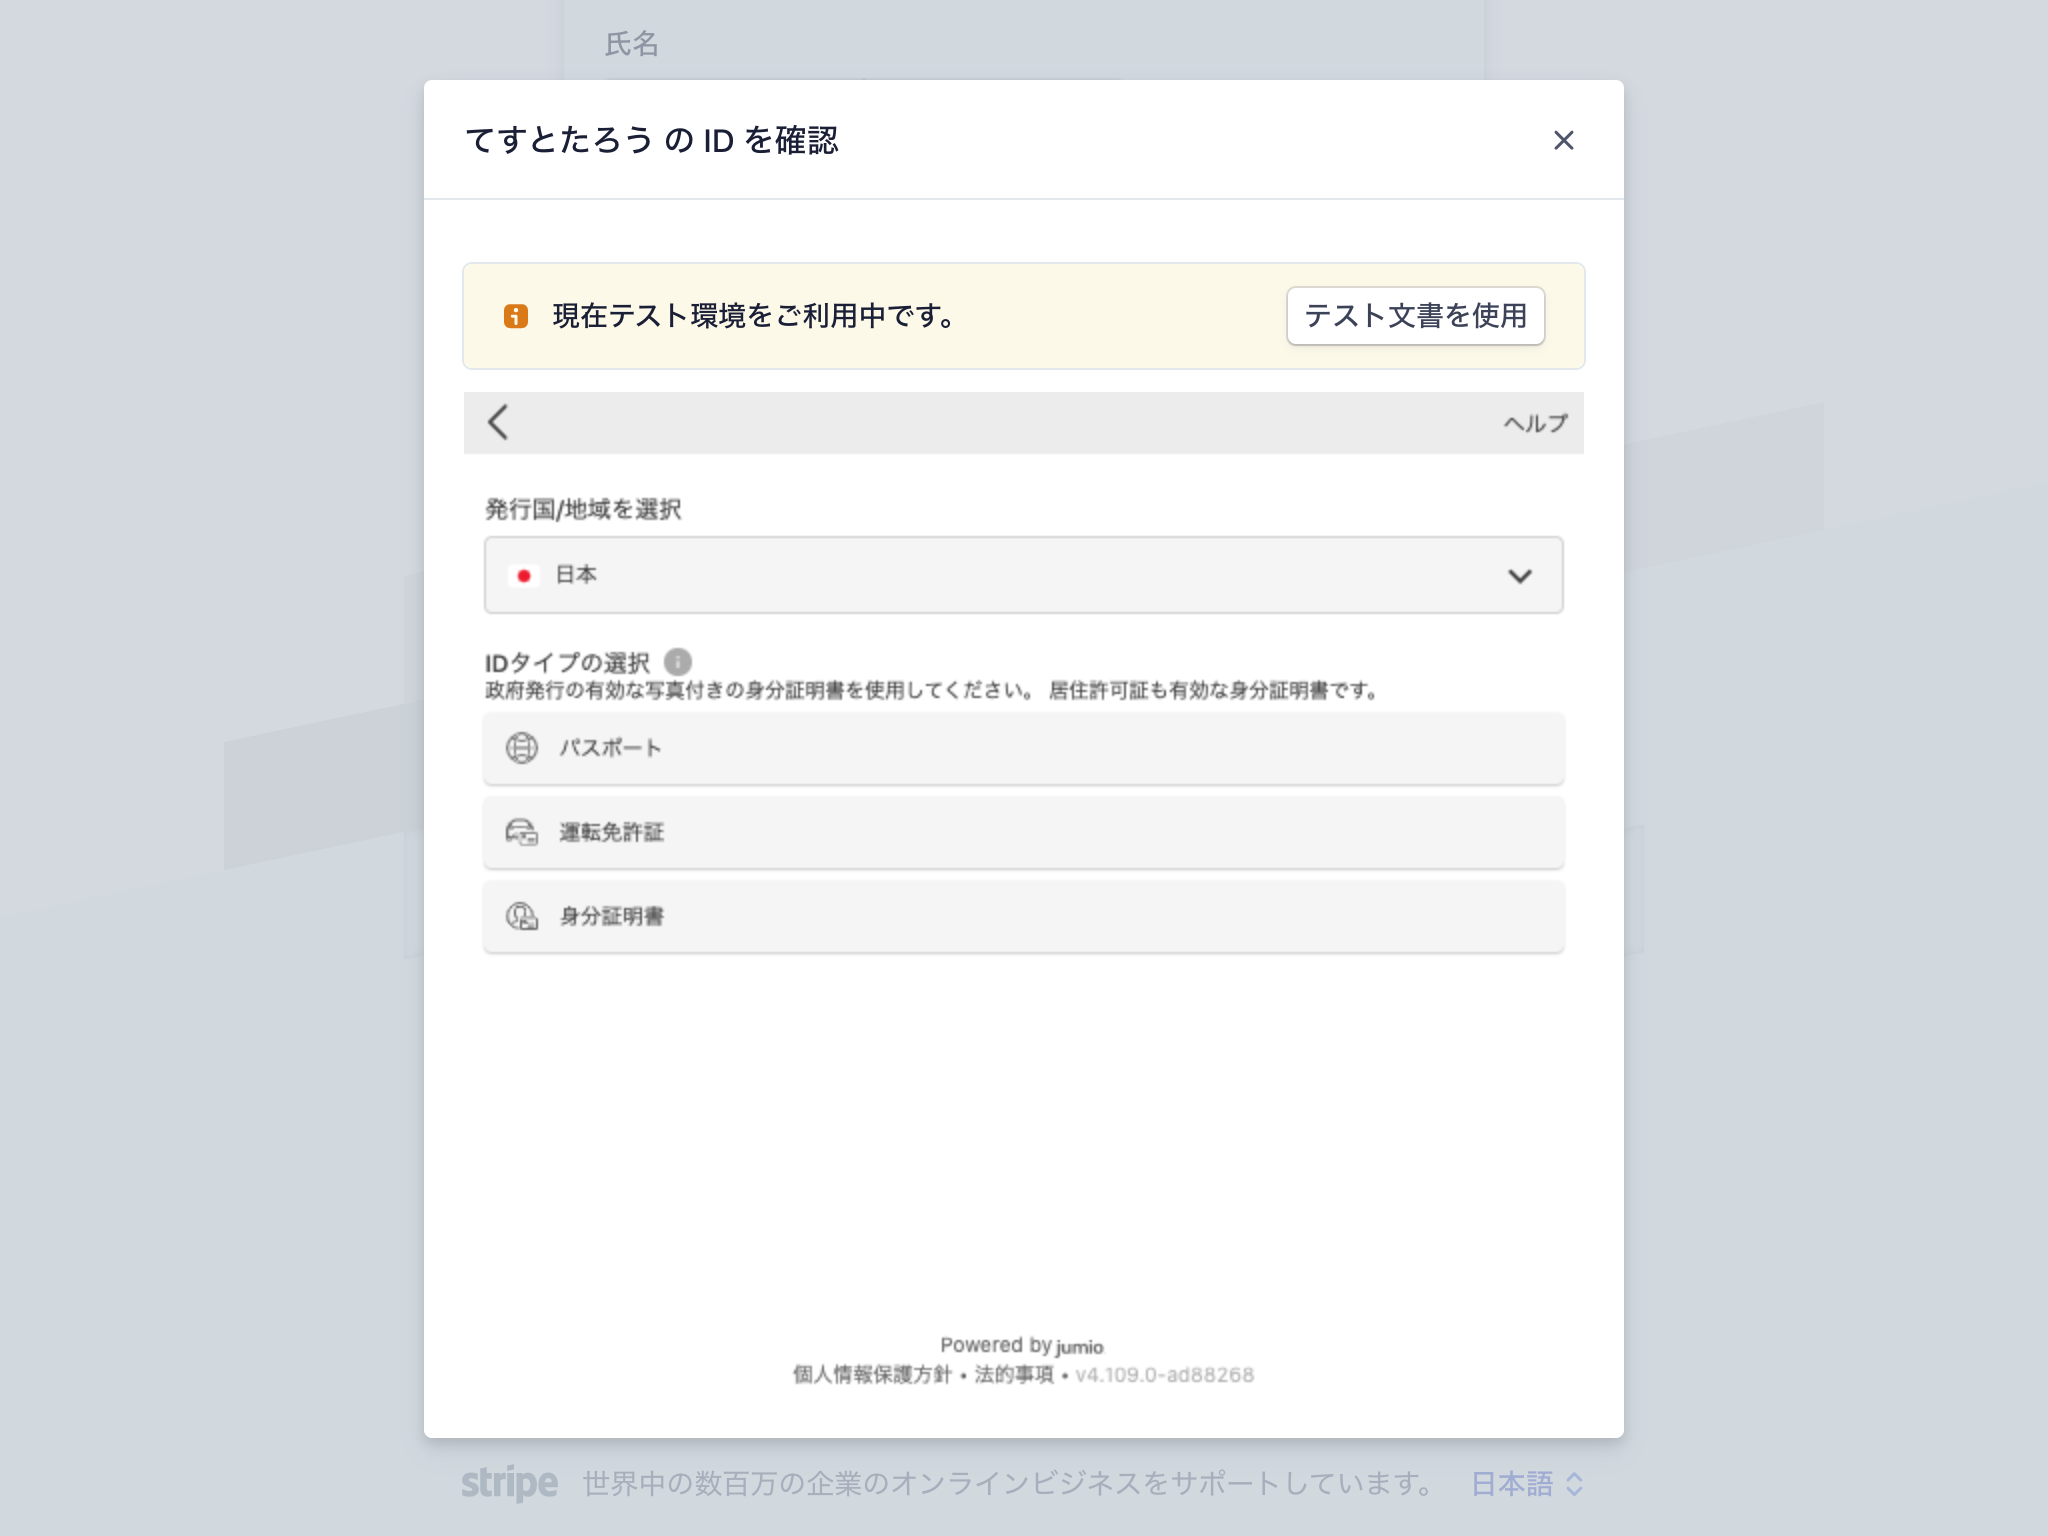 氏名
てすとたろう の ID を確認
現在テスト環境をご利用中です。
テスト文書を使用
ヘルプ
発行国/地域を選択
日本
IDタイプの選択
政府発行の有効な写真付きの身分証明書を使用してください。 居住許可証も有効な身分証明書です。
パスポート
運転免許証
身分証明書
Powered by jumio
個人情報保護方針 • 法的事項 • v4.109.0-ad88268
stripe 世界中の数百万の企業のオンラインビジネスをサポートしています。 日本語